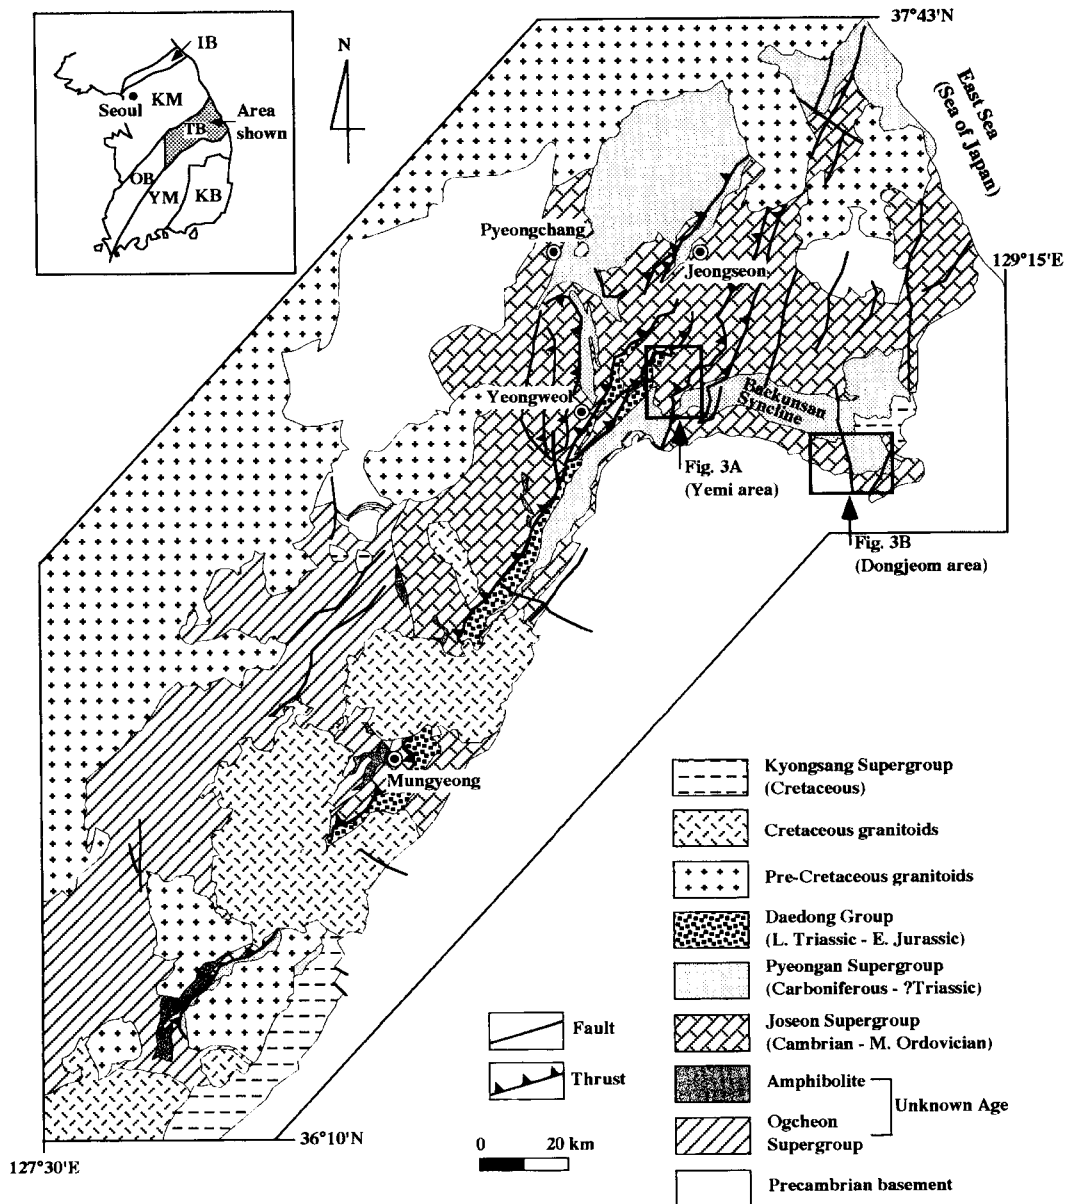 37°43'N
IB
N
KM
Seoul
Area
shown
TB
OB
YM
KB
East Sea
(Sea of Japan)
Pyeongchang
Jeongseon
129°15'E
Yeongweol
Backunsan
Syncline
Fig. 3A
(Yemi area)
Fig. 3B
(Dongjeom area)
Mungyeong
Kyongsang Supergroup
(Cretaceous)
Cretaceous granitoids
Pre-Cretaceous granitoids
Daedong Group
(L. Triassic - E. Jurassic)
Pyeongan Supergroup
(Carboniferous - ?Triassic)
Fault
Joseon Supergroup
(Cambrian - M. Ordovician)
Thrust
Amphibolite
Unknown Age
Ogcheon
Supergroup
36°10'N
0 20 km
127°30'E
Precambrian basement